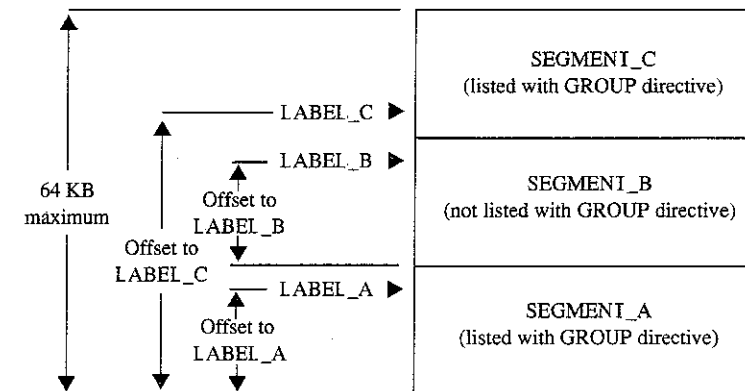 SEGMENT_C
(listed with GROUP directive)
LABEL_C
LABEL_B
64 KB
maximum
Offset to
LABEL_B
SEGMENT_B
(not listed with GROUP directive)
Offset to
LABEL_C
LABEL_A
Offset to
LABEL_A
SEGMENT_A
(listed with GROUP directive)